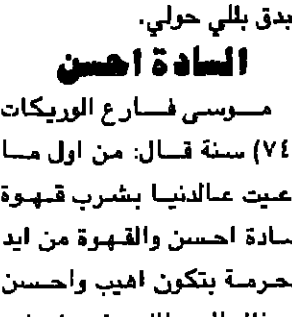 بدق بللي حولي.
السادة احسن
موسى فارع الوريكات
٧٤) سنة قال: من اول ما
عيت عالدنيا بشرب قهوة
سادة احسن والقهوة من ايد
حرمة بتكون اهيب واحسن